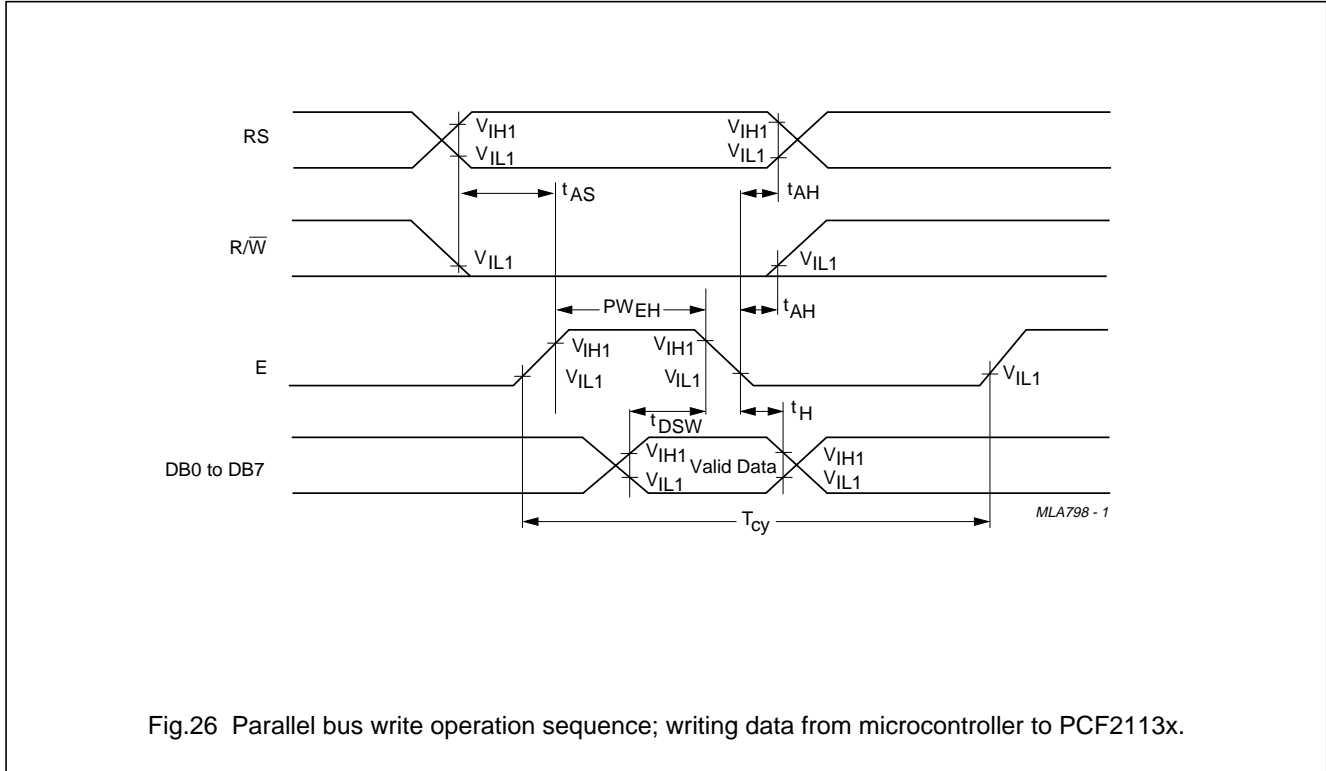 RS
VIH1
VIL1
VIH1
VIL1
tAS
tAH
R/W̅
VIL1
VIL1
PWEH
tAH
E
VIH1
VIL1
VIH1
VIL1
VIL1
tDSW
tH
DB0 to DB7
VIH1
VIL1
Valid Data
VIH1
VIL1
Tcy
MLA798 - 1
Fig.26 Parallel bus write operation sequence; writing data from microcontroller to PCF2113x.